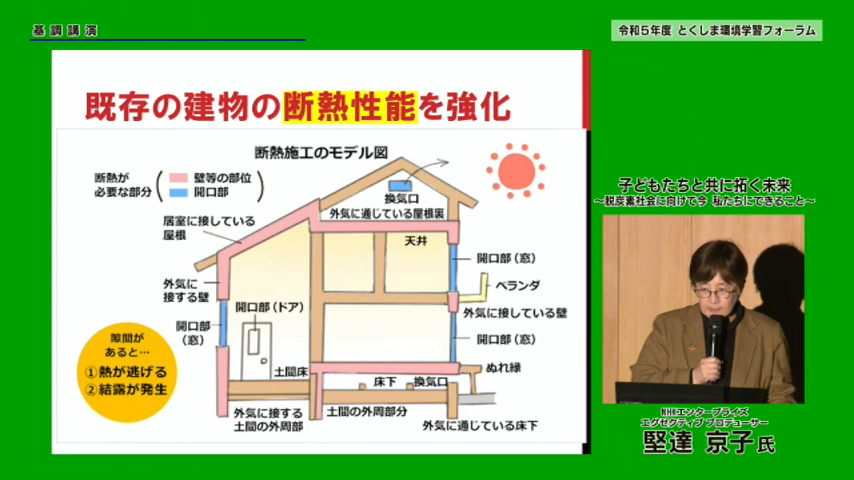 基調講演
令和5年度 とくしま環境学習フォーラム
既存の建物の断熱性能を強化
断熱施工のモデル図
断熱が
必要な部分
壁等の部位
開口部
換気口
外気に通じている屋根裏
居室に接している
屋根
天井
開口部(窓)
ベランダ
外気に
接する壁
外気に接している壁
開口部(ドア)
開口部
(窓)
開口部(窓)
隙間が
あると…
①熱が逃げる
②結露が発生
土間床
床下
換気口
ぬれ縁
外気に接する
土間の外周部
土間の外周部分
外気に通じている床下
子どもたちと共に拓く未来
~脱炭素社会に向けて今 私たちにできること~
NHKエンタープライズ
エグゼクティブ プロデューサー
堅達 京子氏